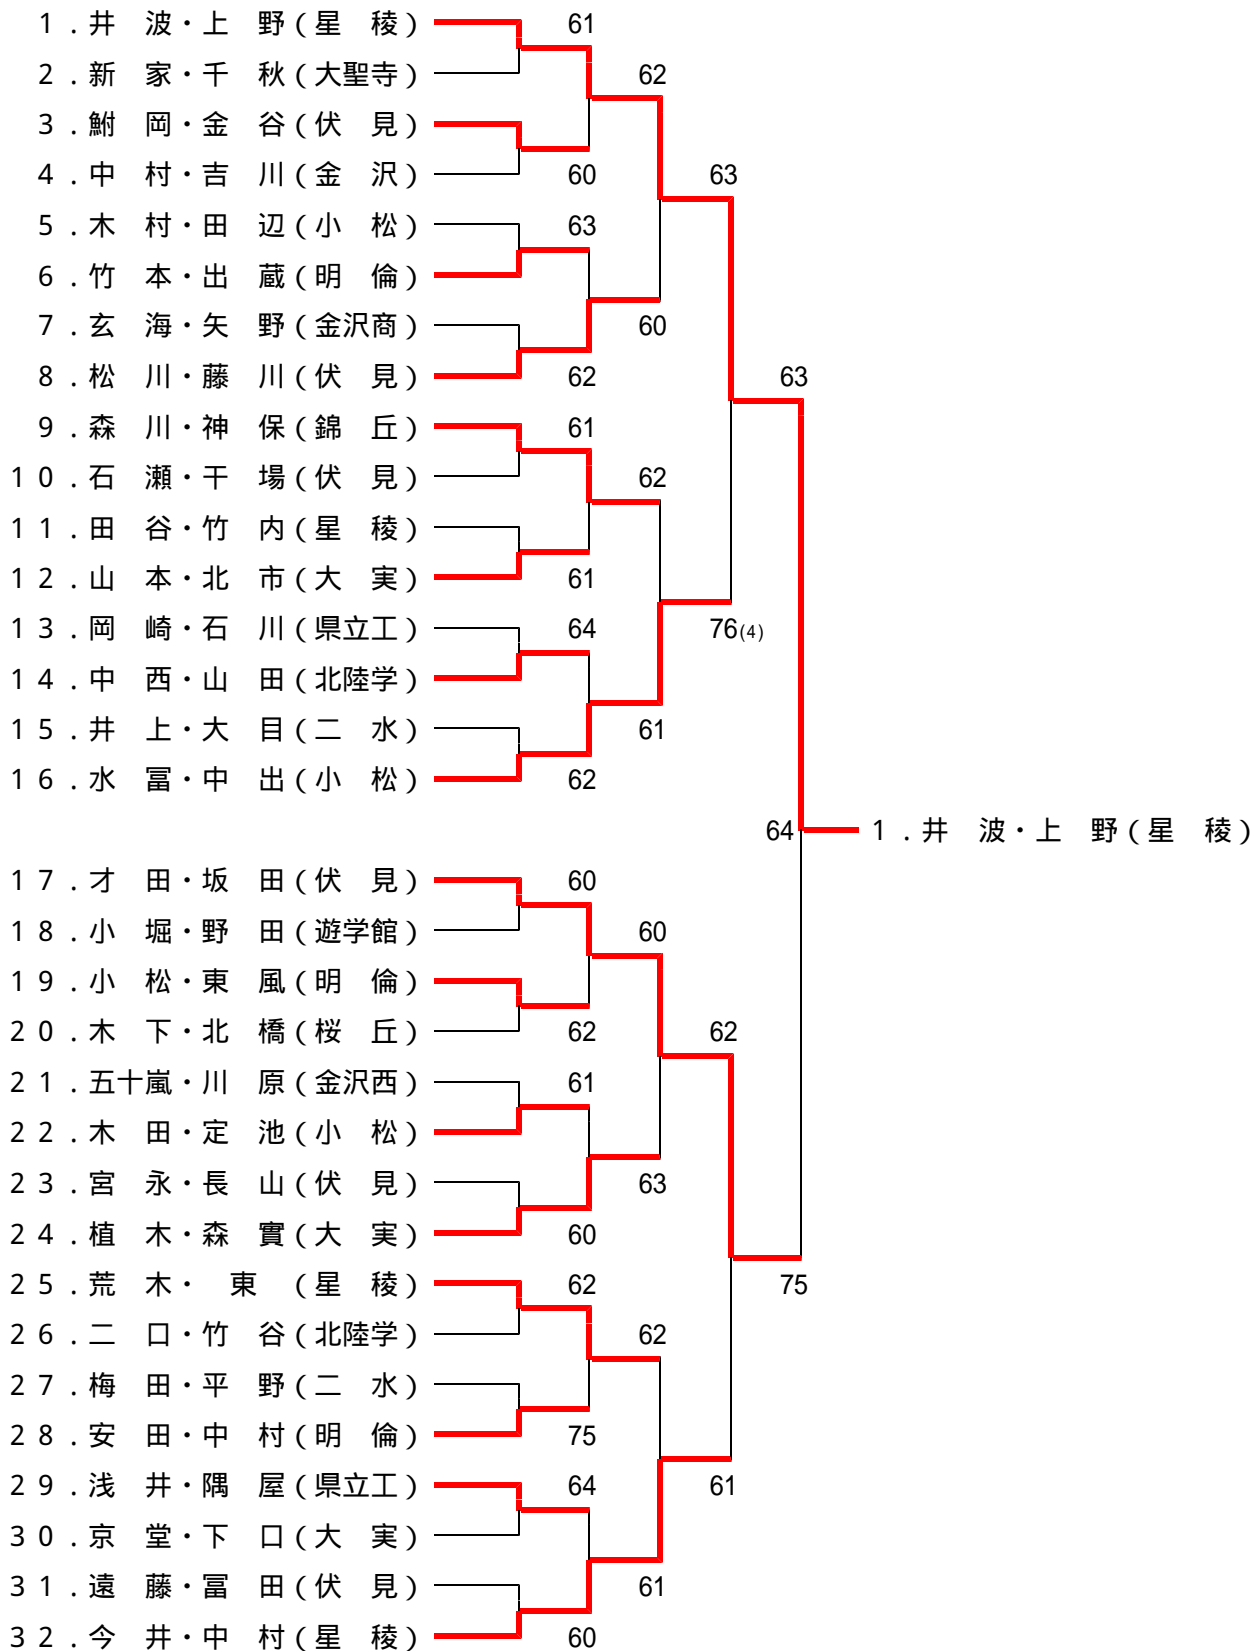 1．井　波・上　野（星　稜） 61
2．新　家・千　秋（大聖寺） 62
3．鮒　岡・金　谷（伏　見）
4．中　村・吉　川（金　沢） 60 63
5．木　村・田　辺（小　松） 63
6．竹　本・出　蔵（明　倫）
7．玄　海・矢　野（金沢商） 60
8．松　川・藤　川（伏　見） 62 63
9．森　川・神　保（錦　丘） 61
10．石　瀬・干　場（伏　見） 62
11．田　谷・竹　内（星　稜）
12．山　本・北　市（大　実） 61
13．岡　崎・石　川（県立工） 64 76(4)
14．中　西・山　田（北陸学）
15．井　上・大　目（二　水） 61
16．水　冨・中　出（小　松） 62
64 1．井　波・上　野（星　稜）
17．才　田・坂　田（伏　見） 60
18．小　堀・野　田（遊学館） 60
19．小　松・東　風（明　倫）
20．木　下・北　橋（桜　丘） 62 62
21．五十嵐・川　原（金沢西） 61
22．木　田・定　池（小　松）
23．宮　永・長　山（伏　見） 63
24．植　木・森　實（大　実） 60
25．荒　木・　東　（星　稜） 62 75
26．二　口・竹　谷（北陸学） 62
27．梅　田・平　野（二　水）
28．安　田・中　村（明　倫） 75
29．浅　井・隅　屋（県立工） 64 61
30．京　堂・下　口（大　実）
31．遠　藤・冨　田（伏　見） 61
32．今　井・中　村（星　稜） 60